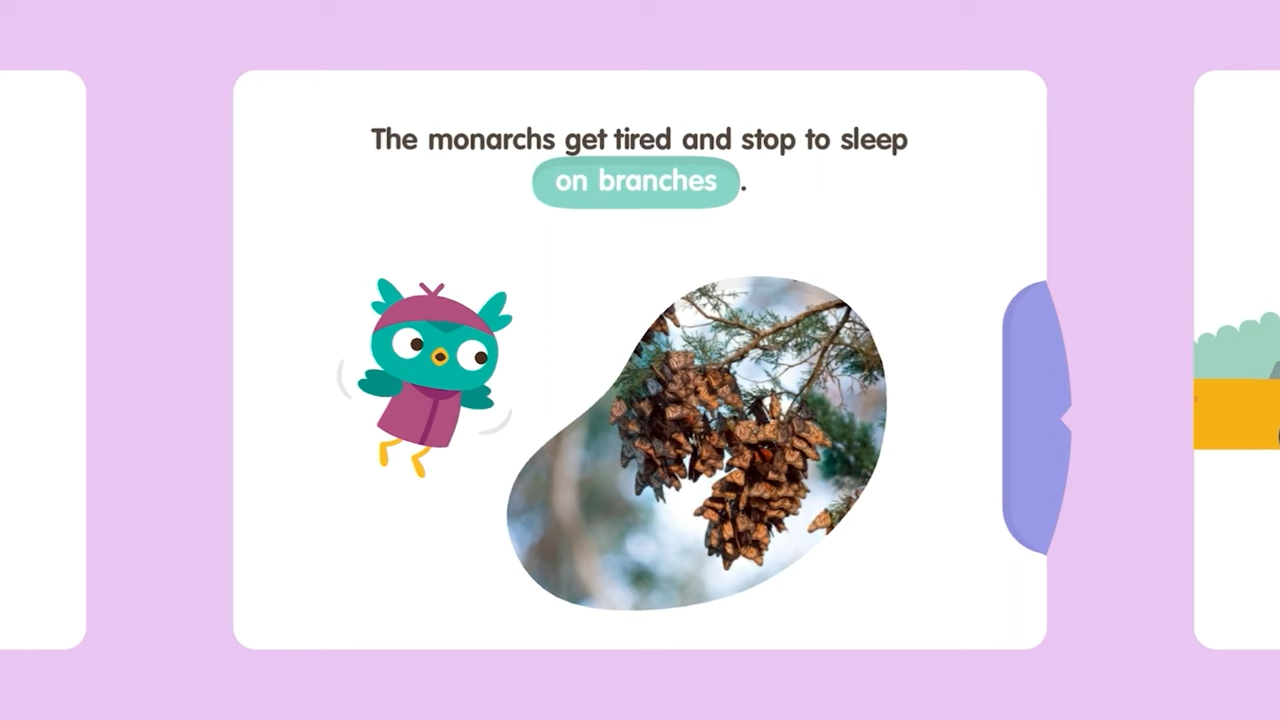 The monarchs get tired and stop to sleep
on branches.